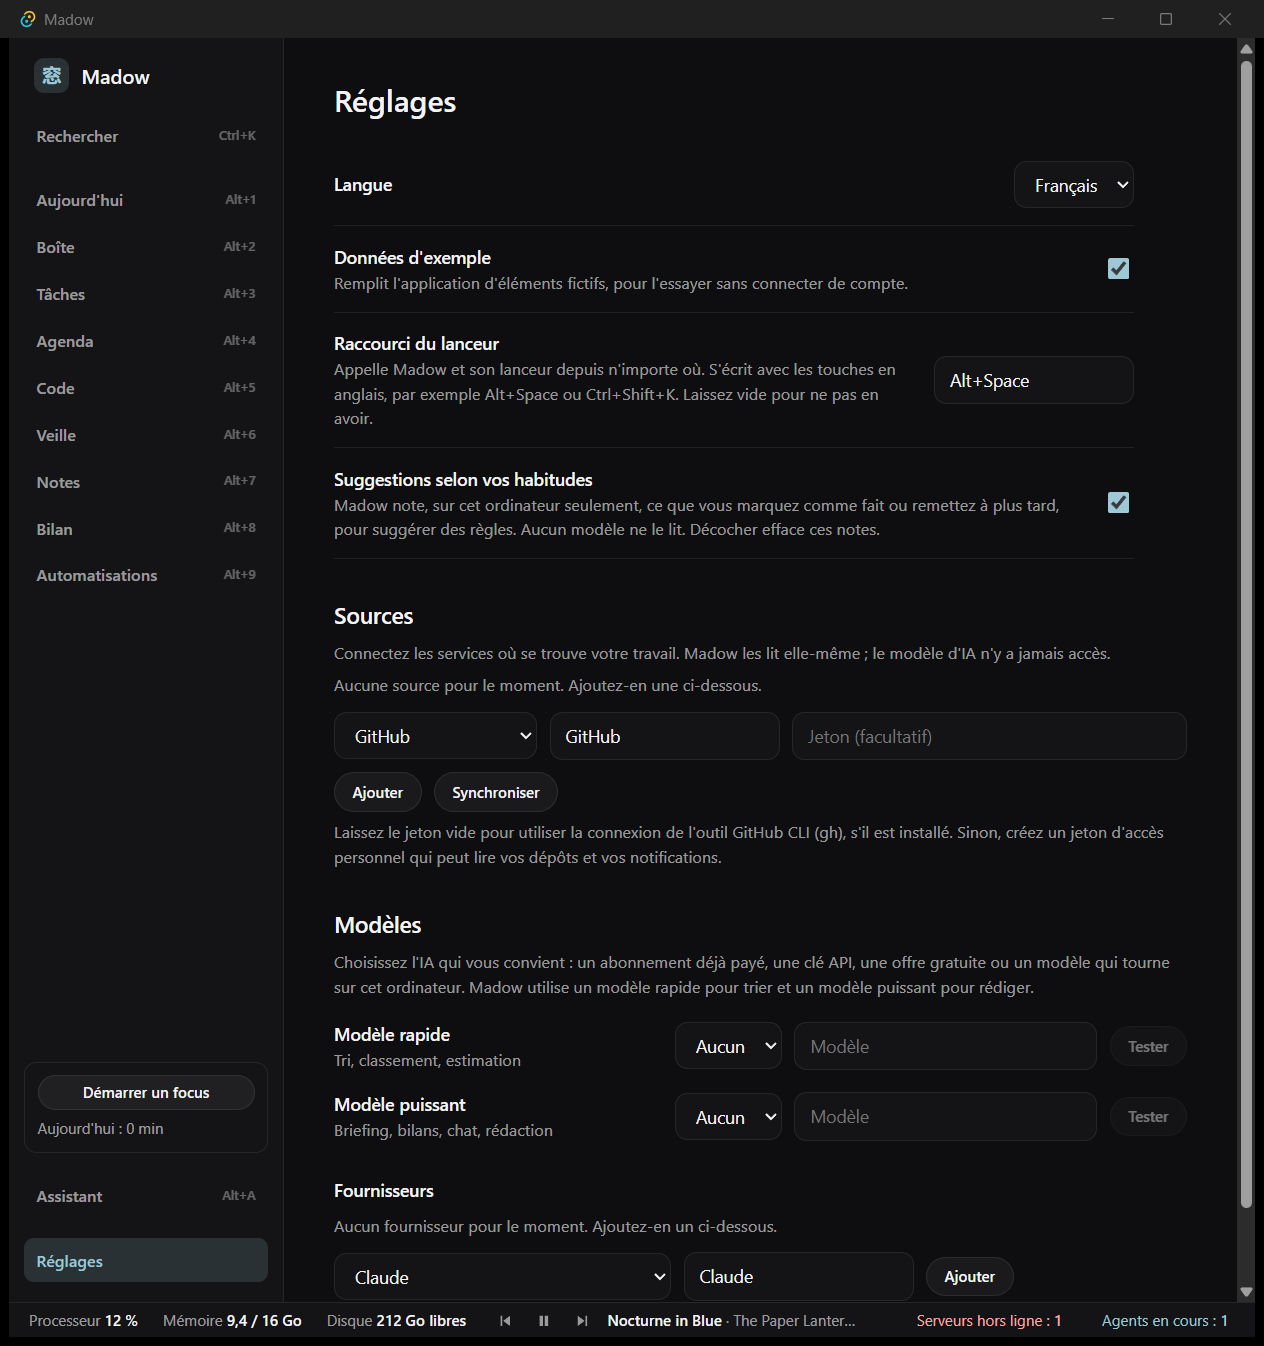 Madow
窓 Madow
Rechercher Ctrl+K
Aujourd'hui Alt+1
Boîte Alt+2
Tâches Alt+3
Agenda Alt+4
Code Alt+5
Veille Alt+6
Notes Alt+7
Bilan Alt+8
Automatisations Alt+9
Démarrer un focus
Aujourd'hui : 0 min
Assistant Alt+A
Réglages
Réglages
Langue
Français
Données d'exemple
Remplit l'application d'éléments fictifs, pour l'essayer sans connecter de compte.
Raccourci du lanceur
Appelle Madow et son lanceur depuis n'importe où. S'écrit avec les touches en
anglais, par exemple Alt+Space ou Ctrl+Shift+K. Laissez vide pour ne pas en
avoir.
Alt+Space
Suggestions selon vos habitudes
Madow note, sur cet ordinateur seulement, ce que vous marquez comme fait ou remettez à plus tard,
pour suggérer des règles. Aucun modèle ne le lit. Décocher efface ces notes.
Sources
Connectez les services où se trouve votre travail. Madow les lit elle-même ; le modèle d'IA n'y a jamais accès.
Aucune source pour le moment. Ajoutez-en une ci-dessous.
GitHub GitHub Jeton (facultatif)
Ajouter Synchroniser
Laissez le jeton vide pour utiliser la connexion de l'outil GitHub CLI (gh), s'il est installé. Sinon, créez un jeton d'accès
personnel qui peut lire vos dépôts et vos notifications.
Modèles
Choisissez l'IA qui vous convient : un abonnement déjà payé, une clé API, une offre gratuite ou un modèle qui tourne
sur cet ordinateur. Madow utilise un modèle rapide pour trier et un modèle puissant pour rédiger.
Modèle rapide
Tri, classement, estimation
Aucun Modèle Tester
Modèle puissant
Briefing, bilans, chat, rédaction
Aucun Modèle Tester
Fournisseurs
Aucun fournisseur pour le moment. Ajoutez-en un ci-dessous.
Claude Claude Ajouter
Processeur 12 % Mémoire 9,4 / 16 Go Disque 212 Go libres Nocturne in Blue · The Paper Lanter... Serveurs hors ligne : 1 Agents en cours : 1